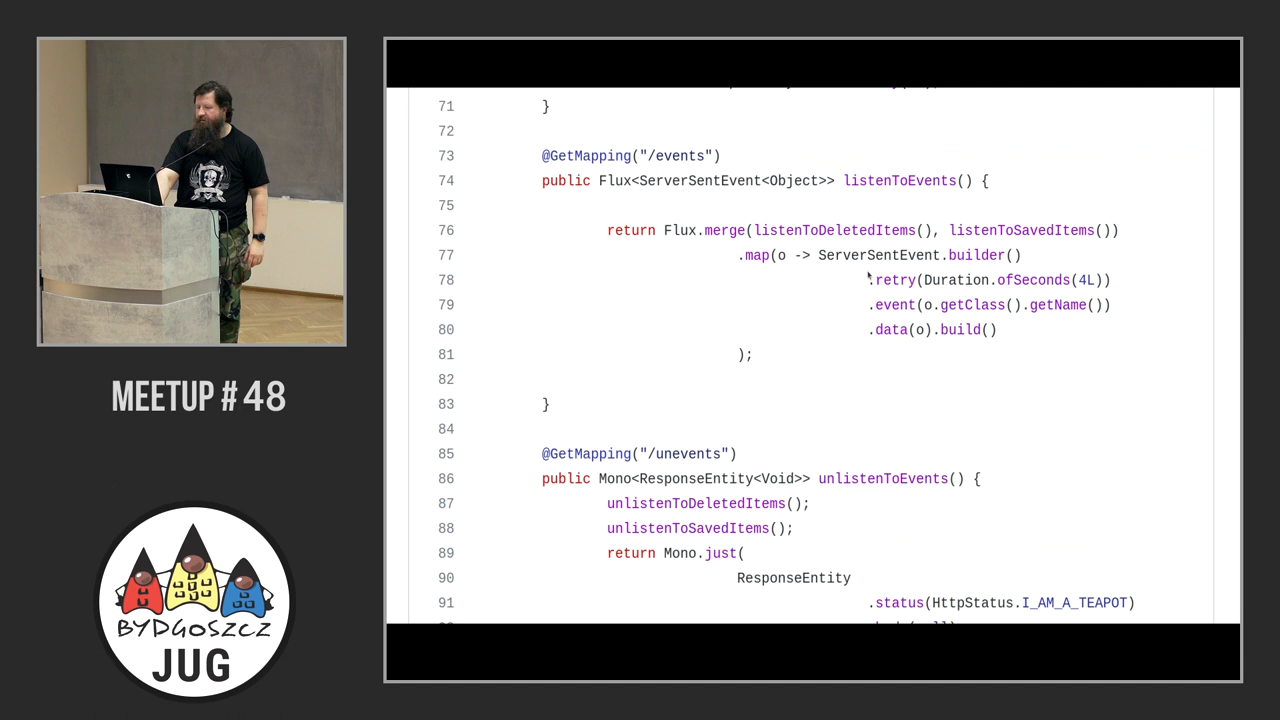 71 }
72
73 @GetMapping("/events")
74 public Flux<ServerSentEvent<Object>> listenToEvents() {
75
76 return Flux.merge(listenToDeletedItems(), listenToSavedItems())
77 .map(o -> ServerSentEvent.builder()
78 .retry(Duration.ofSeconds(4L))
79 .event(o.getClass().getName())
80 .data(o).build()
81 );
82
83 }
84
85 @GetMapping("/unevents")
86 public Mono<ResponseEntity<Void>> unlistenToEvents() {
87 unlistenToDeletedItems();
88 unlistenToSavedItems();
89 return Mono.just(
90 ResponseEntity
91 .status(HttpStatus.I_AM_A_TEAPOT)
MEETUP # 48
BYDGOSZCZ
JUG